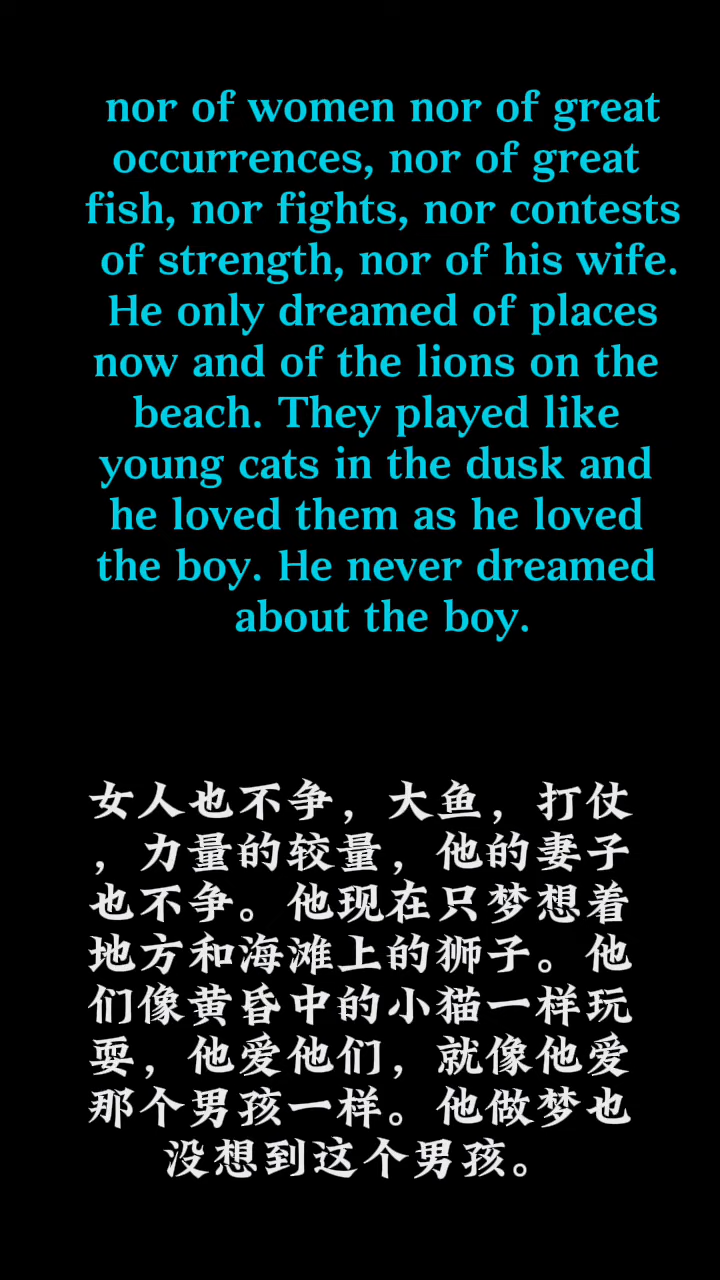 nor of women nor of great
occurrences, nor of great
fish, nor fights, nor contests
of strength, nor of his wife.
He only dreamed of places
now and of the lions on the
beach. They played like
young cats in the dusk and
he loved them as he loved
the boy. He never dreamed
about the boy.
女人也不争，大鱼，打仗
，力量的较量，他的妻子
也不争。他现在只梦想着
地方和海滩上的狮子。他
们像黄昏中的小猫一样玩
耍，他爱他们，就像他爱
那个男孩一样。他做梦也
没想到这个男孩。